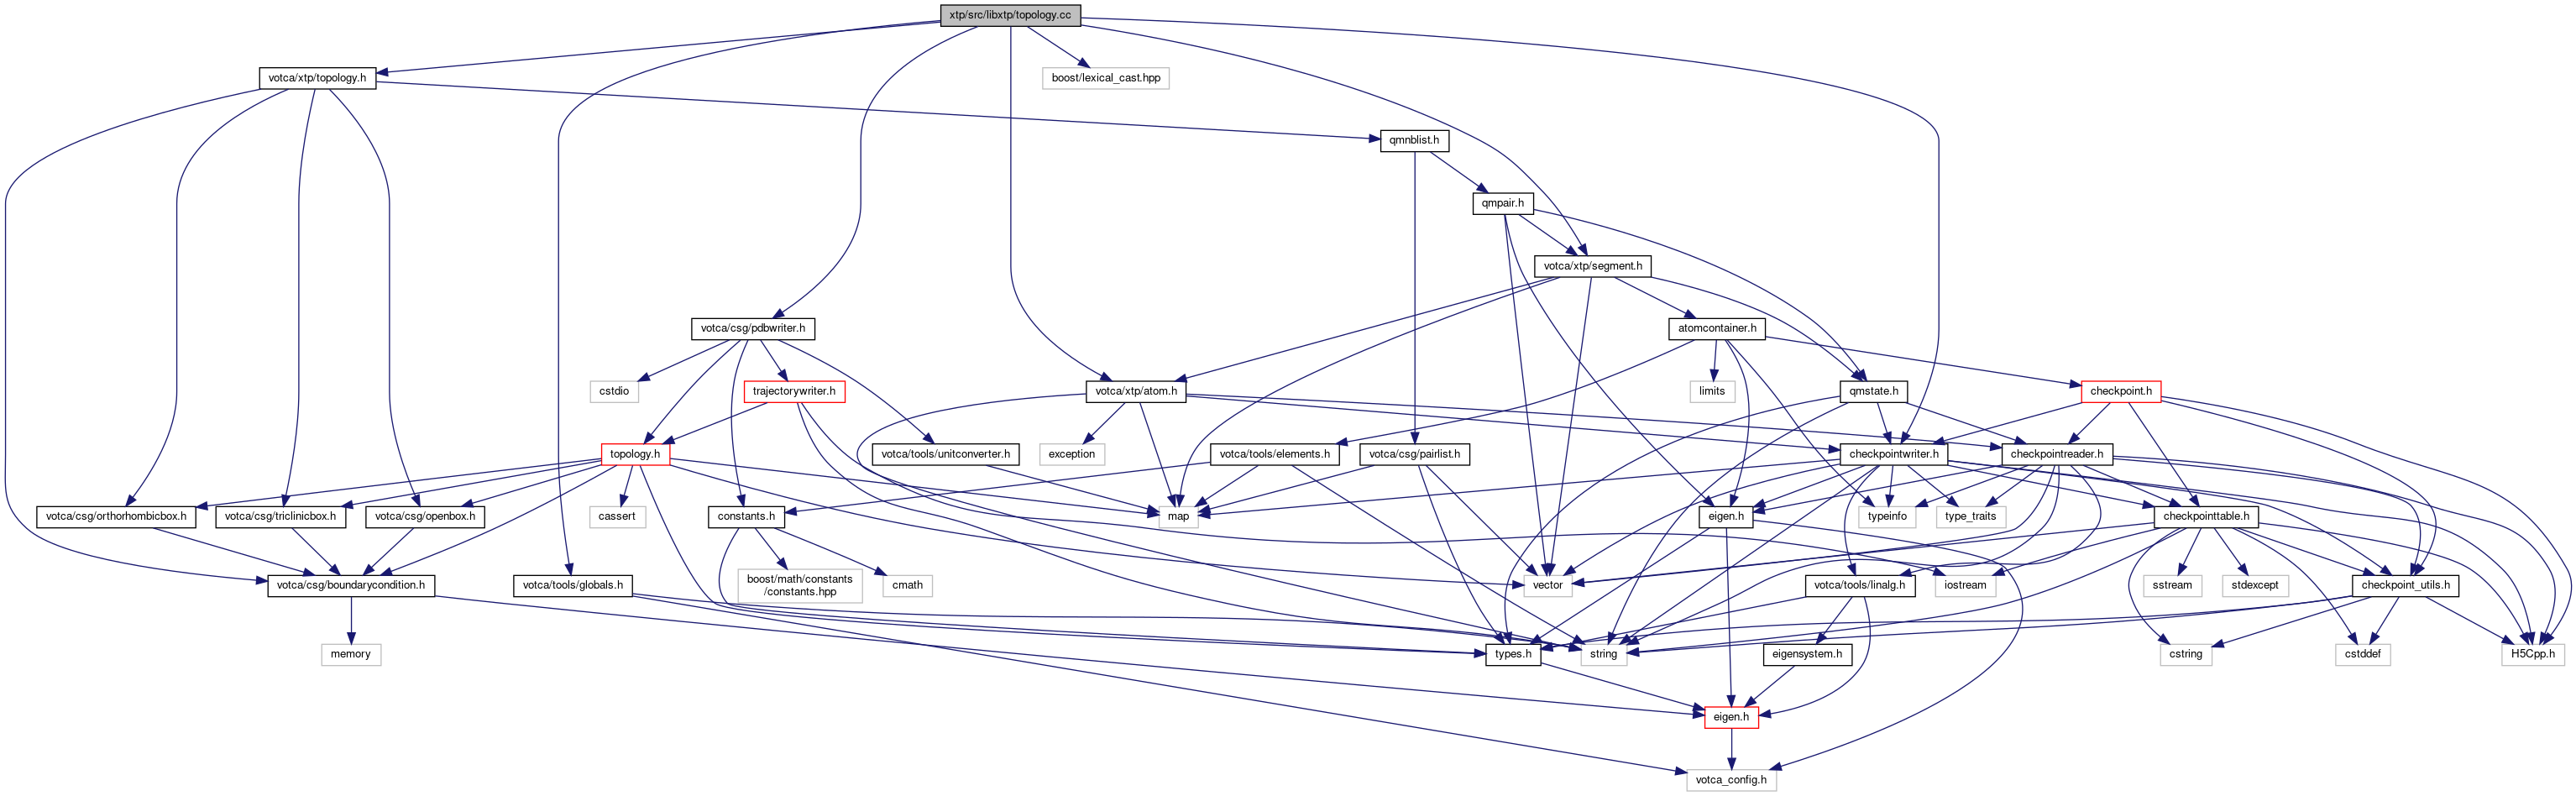 xtp/src/libxtp/topology.cc
votca/xtp/topology.h
boost/lexical_cast.hpp
qmnblist.h
qmpair.h
votca/xtp/segment.h
votca/csg/pdbwriter.h
atomcontainer.h
cstdio
trajectorywriter.h
votca/xtp/atom.h
limits
qmstate.h
checkpoint.h
topology.h
votca/tools/unitconverter.h
exception
votca/tools/elements.h
votca/csg/pairlist.h
checkpointwriter.h
checkpointreader.h
votca/csg/orthorhombicbox.h
votca/csg/triclinicbox.h
votca/csg/openbox.h
cassert
constants.h
map
eigen.h
typeinfo
type_traits
checkpointtable.h
votca/csg/boundarycondition.h
votca/tools/globals.h
boost/math/constants
/constants.hpp
cmath
vector
votca/tools/linalg.h
iostream
sstream
stdexcept
checkpoint_utils.h
memory
types.h
string
eigensystem.h
cstring
cstddef
H5Cpp.h
eigen.h
votca_config.h